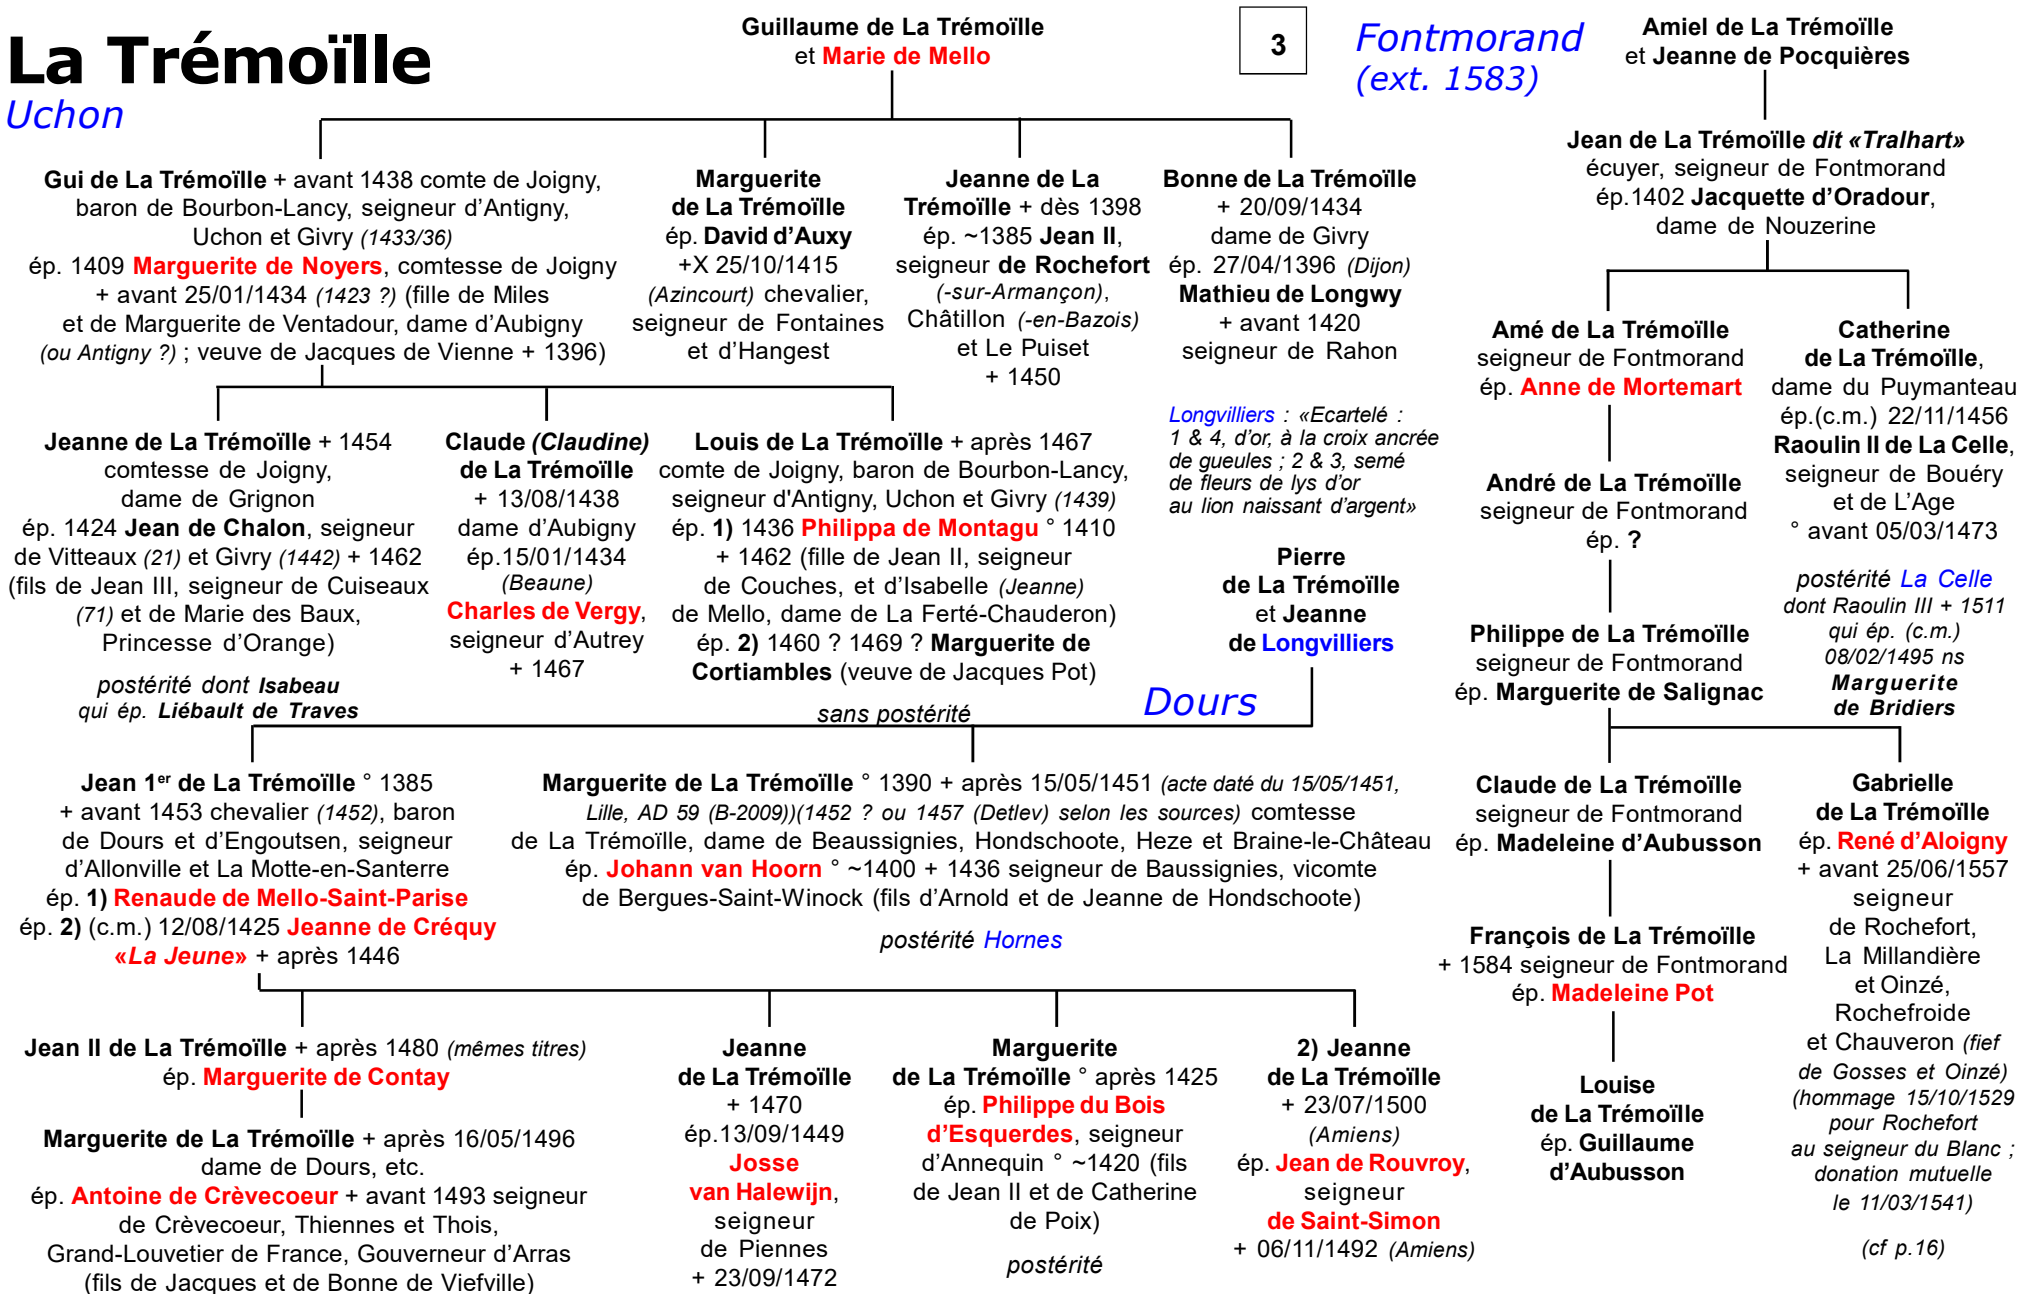 La Trémoïlle
Uchon
Guillaume de La Trémoïlle
et Marie de Mello
3
Fontmorand
(ext. 1583)
Amiel de La Trémoïlle
et Jeanne de Pocquières
Gui de La Trémoïlle + avant 1438 comte de Joigny,
baron de Bourbon-Lancy, seigneur d'Antigny,
Uchon et Givry (1433/36)
ép. 1409 Marguerite de Noyers, comtesse de Joigny
+ avant 25/01/1434 (1423 ?) (fille de Miles
et de Marguerite de Ventadour, dame d'Aubigny
(ou Antigny ?) ; veuve de Jacques de Vienne + 1396)
Marguerite
de La Trémoïlle
ép. David d'Auxy
+X 25/10/1415
(Azincourt) chevalier,
seigneur de Fontaines
et d'Hangest
Jeanne de La
Trémoïlle + dès 1398
ép. ~1385 Jean II,
seigneur de Rochefort
(-sur-Armançon),
Châtillon (-en-Bazois)
et Le Puiset
+ 1450
Bonne de La Trémoïlle
+ 20/09/1434
dame de Givry
ép. 27/04/1396 (Dijon)
Mathieu de Longwy
+ avant 1420
seigneur de Rahon
Jean de La Trémoïlle dit «Tralhart»
écuyer, seigneur de Fontmorand
ép.1402 Jacquette d'Oradour,
dame de Nouzerine
Amé de La Trémoïlle
seigneur de Fontmorand
ép. Anne de Mortemart
Catherine
de La Trémoïlle,
dame du Puymanteau
ép.(c.m.) 22/11/1456
Raoulin II de La Celle,
seigneur de Bouéry
et de L'Age
° avant 05/03/1473
postérité La Celle
dont Raoulin III + 1511
qui ép. (c.m.)
08/02/1495 ns
Marguerite
de Bridiers
Jeanne de La Trémoïlle + 1454
comtesse de Joigny,
dame de Grignon
ép. 1424 Jean de Chalon, seigneur
de Vitteaux (21) et Givry (1442) + 1462
(fils de Jean III, seigneur de Cuiseaux
(71) et de Marie des Baux,
Princesse d'Orange)
postérité dont Isabeau
qui ép. Liébault de Traves
Claude (Claudine)
de La Trémoïlle
+ 13/08/1438
dame d'Aubigny
ép.15/01/1434
(Beaune)
Charles de Vergy,
seigneur d'Autrey
+ 1467
Louis de La Trémoïlle + après 1467
comte de Joigny, baron de Bourbon-Lancy,
seigneur d'Antigny, Uchon et Givry (1439)
ép. 1) 1436 Philippa de Montagu ° 1410
+ 1462 (fille de Jean II, seigneur
de Couches, et d'Isabelle (Jeanne)
de Mello, dame de La Ferté-Chauderon)
ép. 2) 1460 ? 1469 ? Marguerite de
Cortiambles (veuve de Jacques Pot)
sans postérité
Longvilliers : «Ecartelé :
1 & 4, d'or, à la croix ancrée
de gueules ; 2 & 3, semé
de fleurs de lys d'or
au lion naissant d'argent»
Pierre
de La Trémoïlle
et Jeanne
de Longvilliers
Dours
André de La Trémoïlle
seigneur de Fontmorand
ép. ?
Philippe de La Trémoïlle
seigneur de Fontmorand
ép. Marguerite de Salignac
Jean 1er de La Trémoïlle ° 1385
+ avant 1453 chevalier (1452), baron
de Dours et d'Engoutsen, seigneur
d'Allonville et La Motte-en-Santerre
ép. 1) Renaude de Mello-Saint-Parise
ép. 2) (c.m.) 12/08/1425 Jeanne de Créquy
«La Jeune» + après 1446
Marguerite de La Trémoïlle ° 1390 + après 15/05/1451 (acte daté du 15/05/1451,
Lille, AD 59 (B-2009))(1452 ? ou 1457 (Detlev) selon les sources) comtesse
de La Trémoïlle, dame de Beaussignies, Hondschoote, Heze et Braine-le-Château
ép. Johann van Hoorn ° ~1400 + 1436 seigneur de Baussignies, vicomte
de Bergues-Saint-Winock (fils d'Arnold et de Jeanne de Hondschoote)
postérité Hornes
Claude de La Trémoïlle
seigneur de Fontmorand
ép. Madeleine d'Aubusson
Gabrielle
de La Trémoïlle
ép. René d'Aloigny
+ avant 25/06/1557
seigneur
de Rochefort,
La Millandière
et Oinzé,
Rochefroide
et Chauveron (fief
de Gosses et Oinzé)
(hommage 15/10/1529
pour Rochefort
au seigneur du Blanc ;
donation mutuelle
le 11/03/1541)
(cf p.16)
François de La Trémoïlle
+ 1584 seigneur de Fontmorand
ép. Madeleine Pot
Louise
de La Trémoïlle
ép. Guillaume
d'Aubusson
Jean II de La Trémoïlle + après 1480 (mêmes titres)
ép. Marguerite de Contay
Marguerite de La Trémoïlle + après 16/05/1496
dame de Dours, etc.
ép. Antoine de Crèvecoeur + avant 1493 seigneur
de Crèvecoeur, Thiennes et Thois,
Grand-Louvetier de France, Gouverneur d'Arras
(fils de Jacques et de Bonne de Viefville)
Jeanne
de La Trémoïlle
+ 1470
ép.13/09/1449
Josse
van Halewijn,
seigneur
de Piennes
+ 23/09/1472
Marguerite
de La Trémoïlle ° après 1425
ép. Philippe du Bois
d'Esquerdes, seigneur
d'Annequin ° ~1420 (fils
de Jean II et de Catherine
de Poix)
postérité
2) Jeanne
de La Trémoïlle
+ 23/07/1500
(Amiens)
ép. Jean de Rouvroy,
seigneur
de Saint-Simon
+ 06/11/1492 (Amiens)